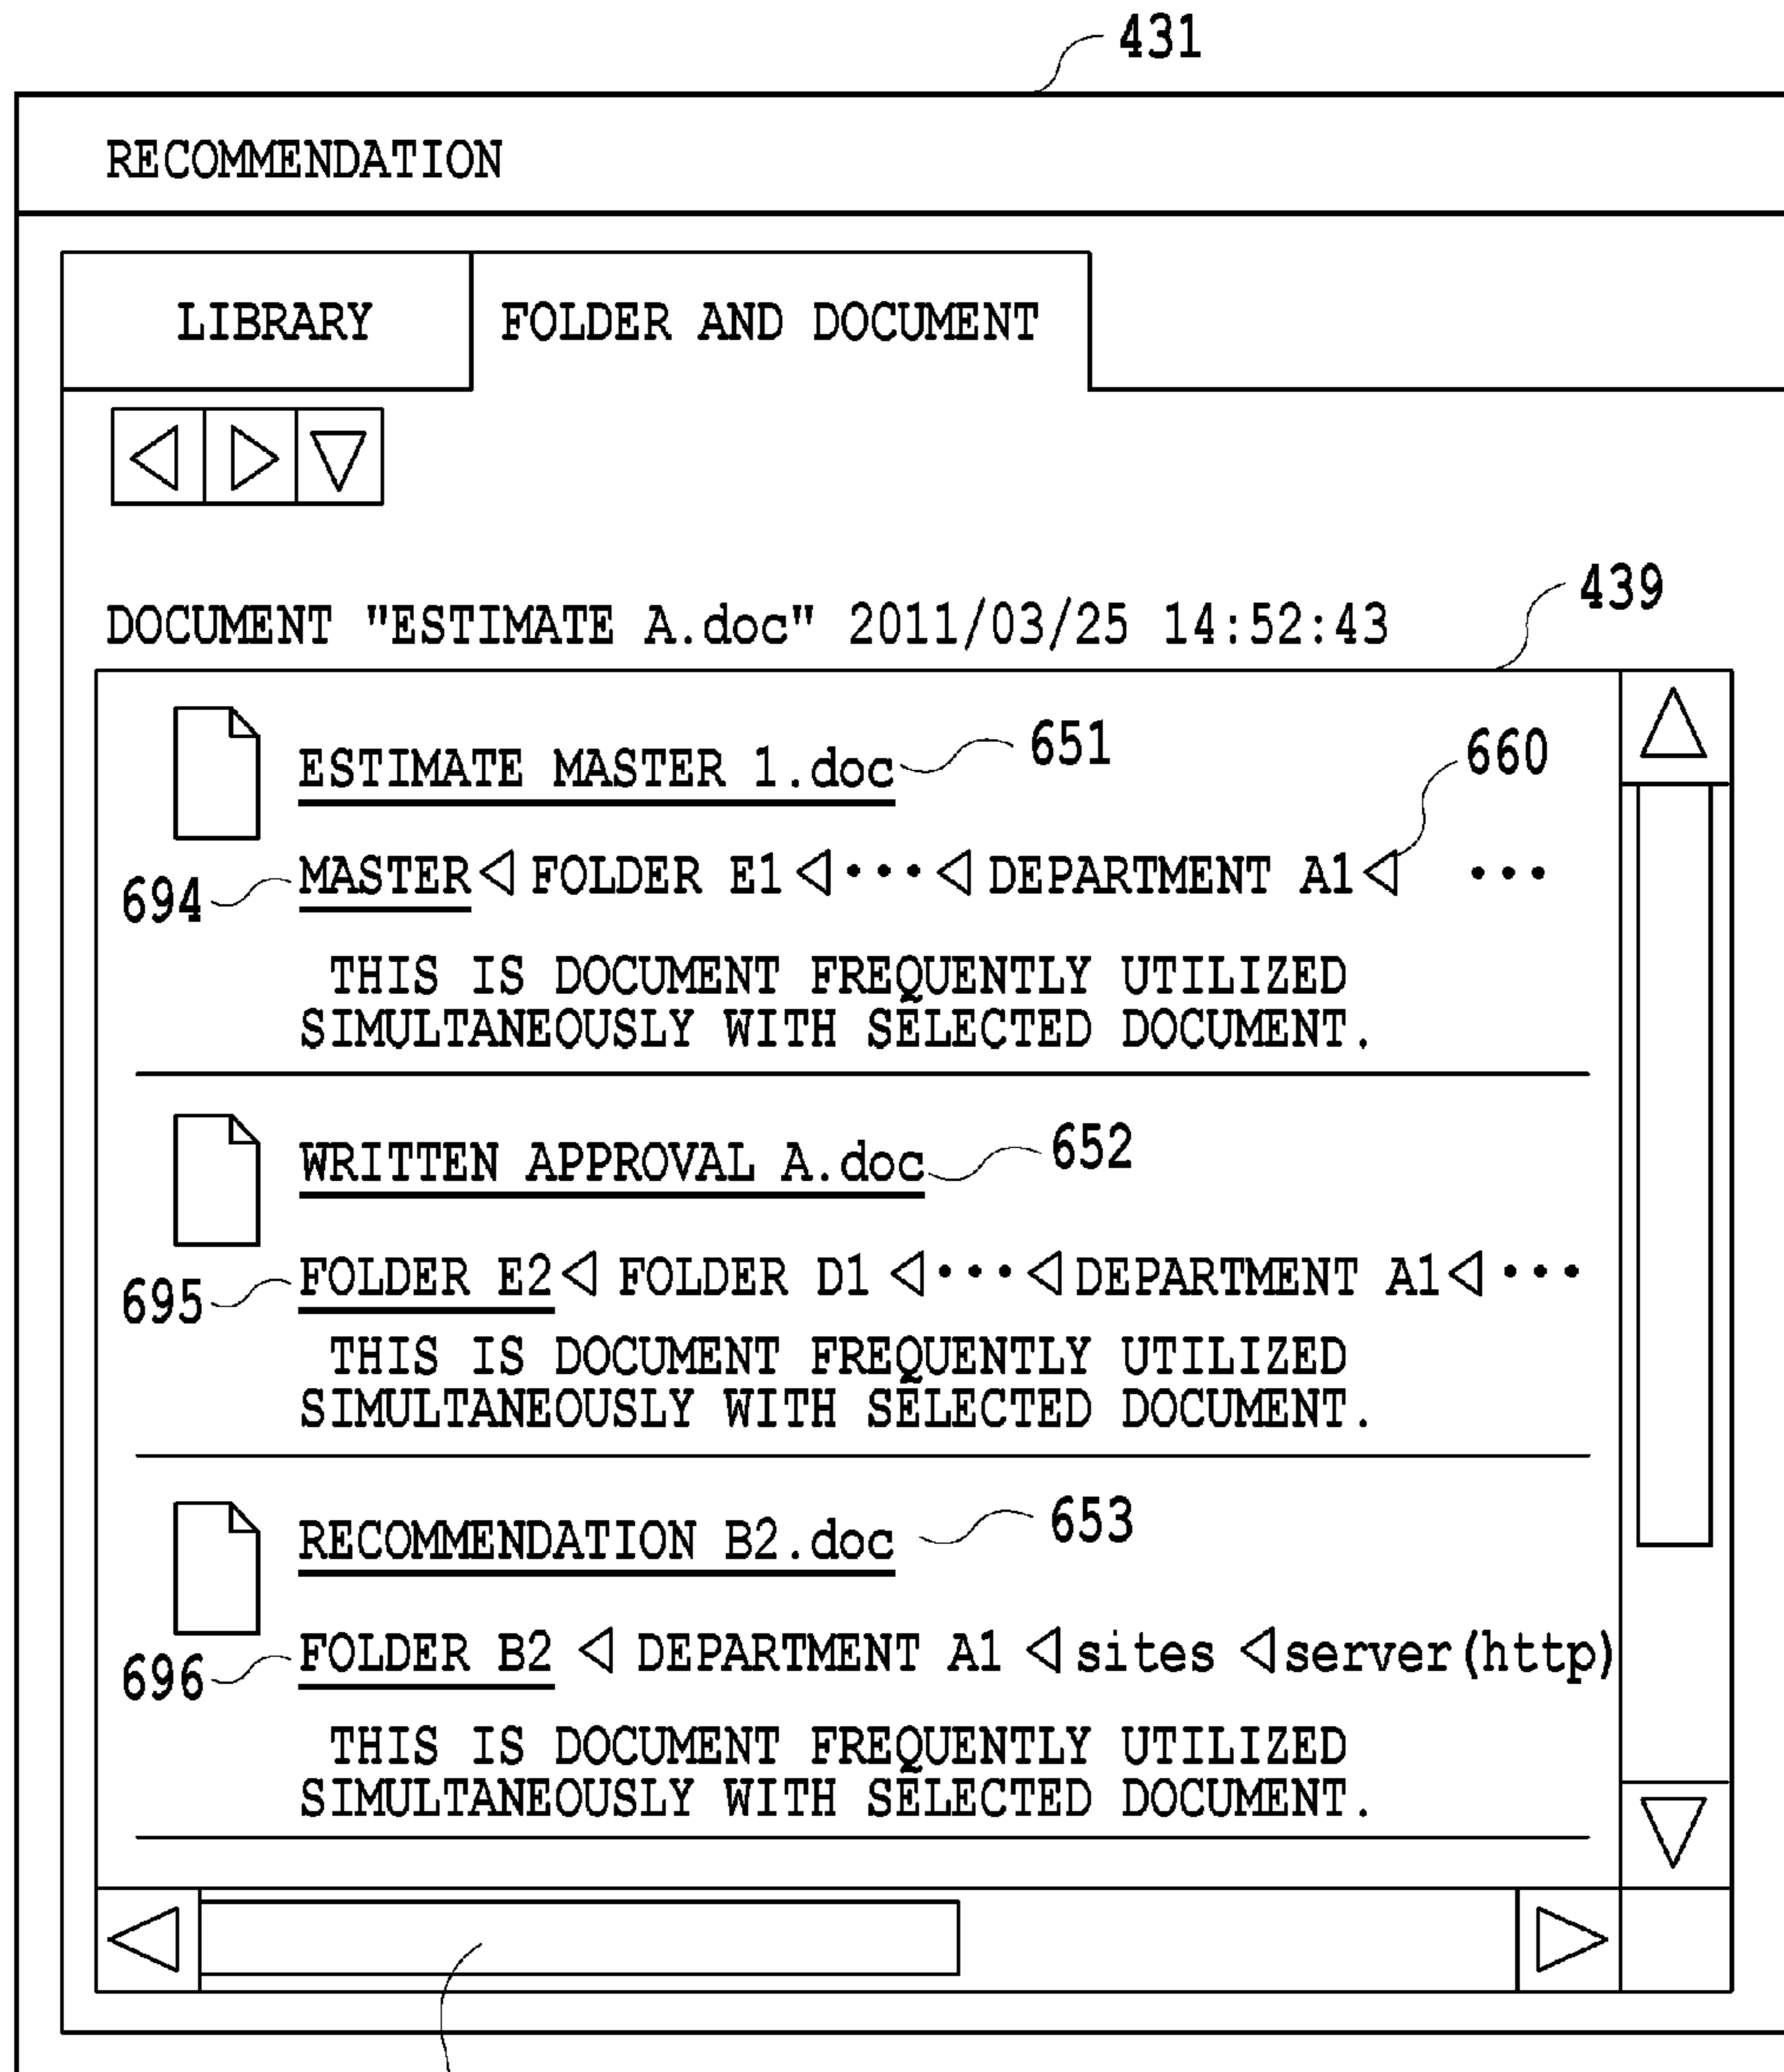 431
RECOMMENDATION
LIBRARY FOLDER AND DOCUMENT
439
DOCUMENT "ESTIMATE A.doc" 2011/03/25 14:52:43
ESTIMATE MASTER 1.doc 651 660
694 MASTER ◁ FOLDER E1 ◁ ••• ◁ DEPARTMENT A1 ◁ •••
THIS IS DOCUMENT FREQUENTLY UTILIZED
SIMULTANEOUSLY WITH SELECTED DOCUMENT.
WRITTEN APPROVAL A.doc 652
695 FOLDER E2 ◁ FOLDER D1 ◁ ••• ◁ DEPARTMENT A1 ◁ •••
THIS IS DOCUMENT FREQUENTLY UTILIZED
SIMULTANEOUSLY WITH SELECTED DOCUMENT.
RECOMMENDATION B2.doc 653
696 FOLDER B2 ◁ DEPARTMENT A1 ◁ sites ◁ server(http)
THIS IS DOCUMENT FREQUENTLY UTILIZED
SIMULTANEOUSLY WITH SELECTED DOCUMENT.